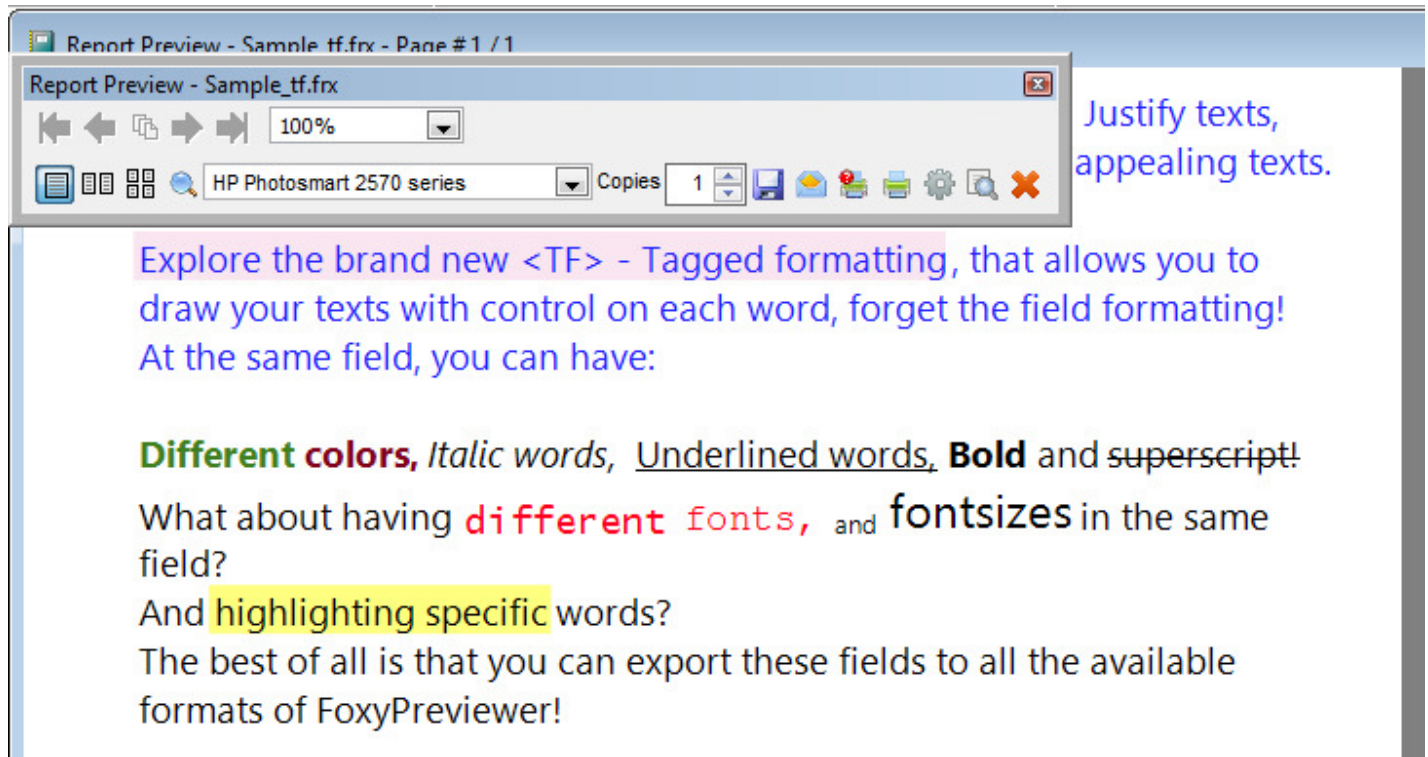 Report Preview - Sample_tf.frx - Page # 1 / 1
Report Preview - Sample_tf.frx
100%
HP Photosmart 2570 series Copies 1
Justify texts,
appealing texts.
Explore the brand new <TF> - Tagged formatting, that allows you to
draw your texts with control on each word, forget the field formatting!
At the same field, you can have:
Different colors, Italic words, Underlined words, Bold and superscript!
What about having different fonts, and fontsizes in the same
field?
And highlighting specific words?
The best of all is that you can export these fields to all the available
formats of FoxyPreviewer!